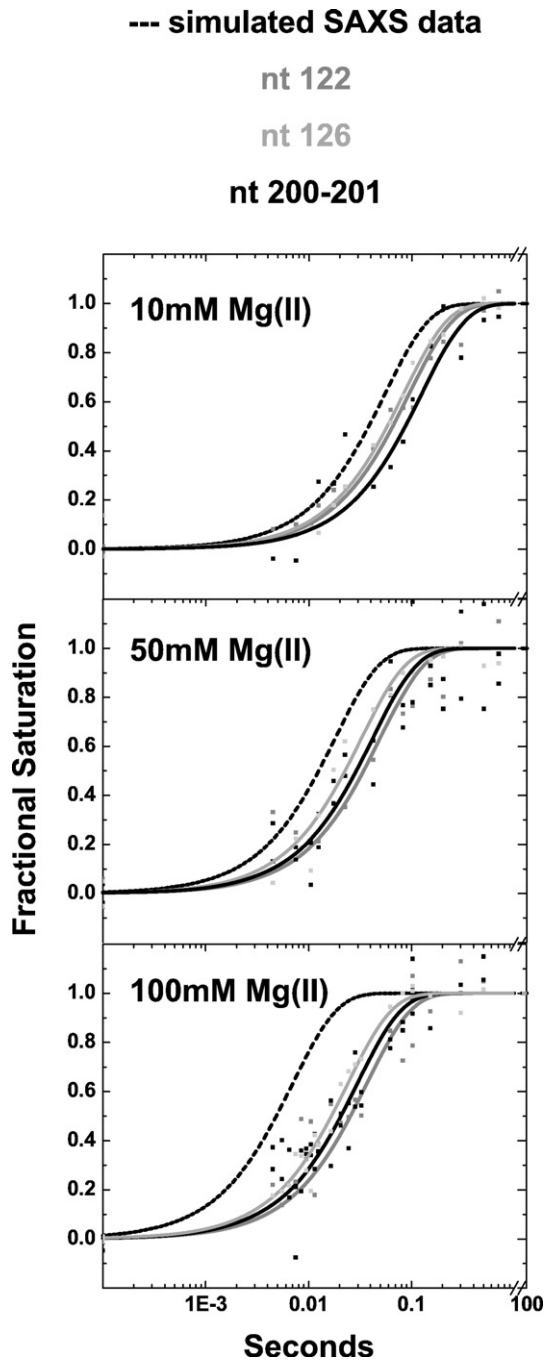 --- simulated SAXS data
nt 122
nt 126
nt 200-201
10mM Mg(II)
1.0
0.8
0.6
0.4
0.2
0.0
50mM Mg(II)
1.0
0.8
0.6
0.4
0.2
0.0
100mM Mg(II)
1.0
0.8
0.6
0.4
0.2
0.0
Fractional Saturation
1E-3 0.01 0.1 100
Seconds